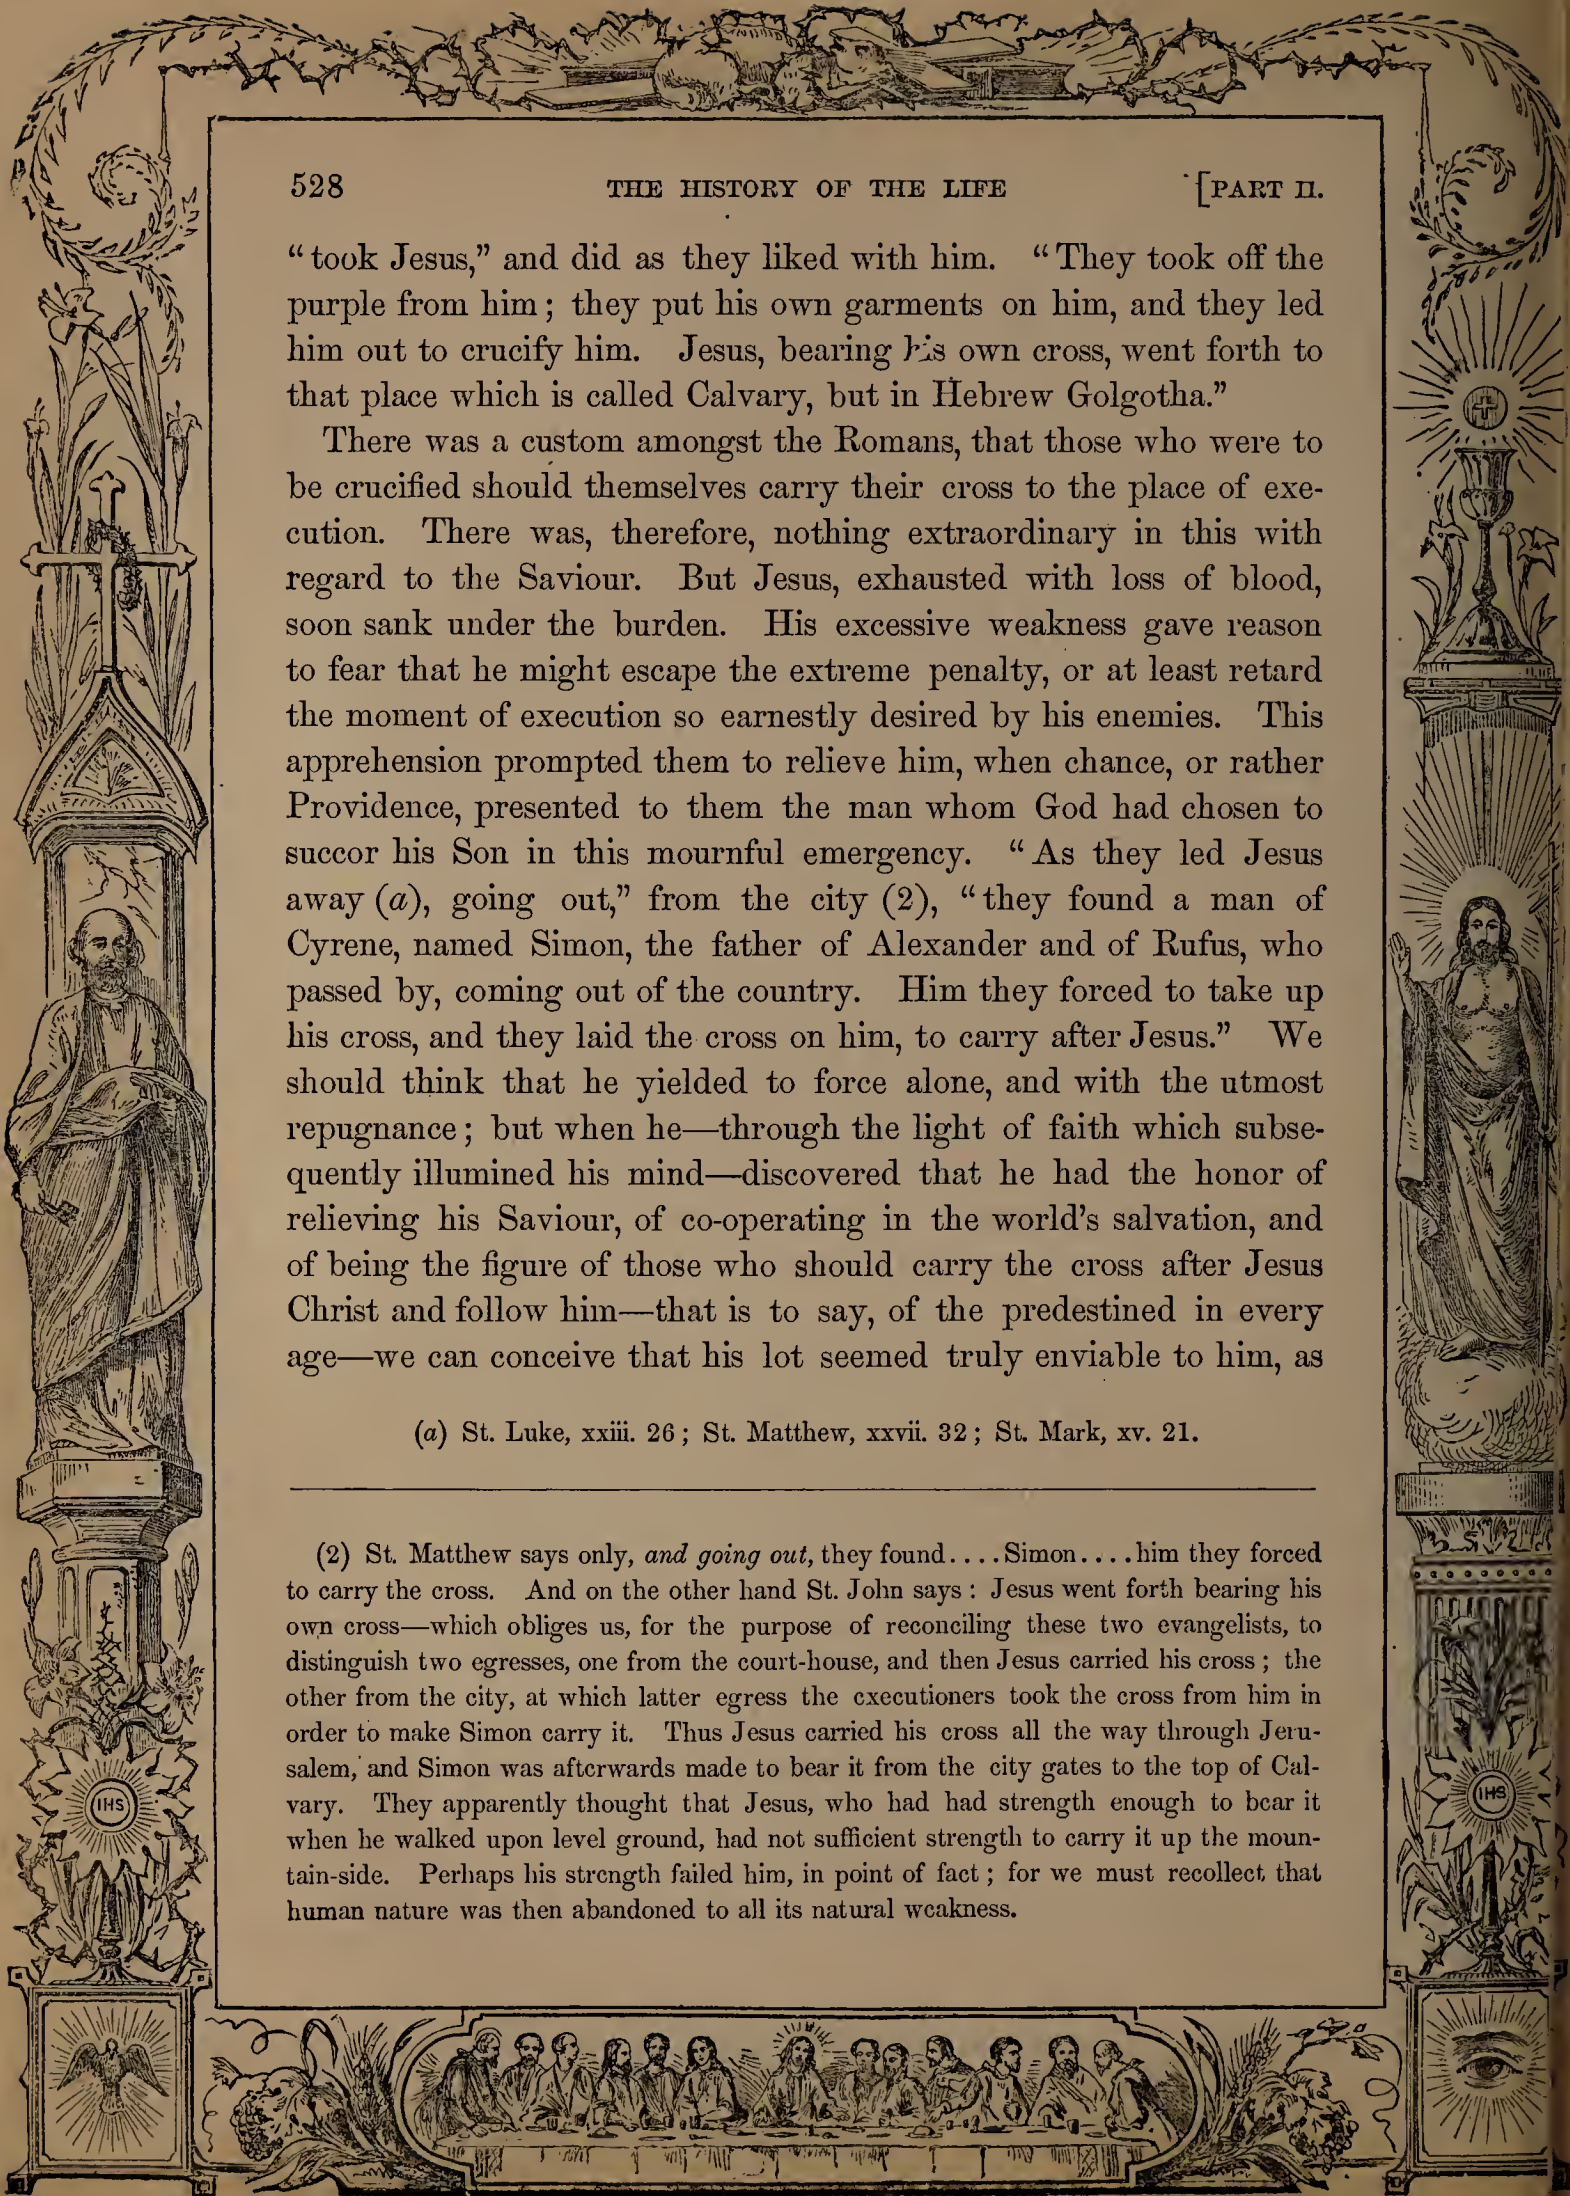 528 THE HISTORY OF THE LIFE [PART II.
“took Jesus,” and did as they liked with him. “They took off the
purple from him; they put his own garments on him, and they led
him out to crucify him. Jesus, bearing his own cross, went forth to
that place which is called Calvary, but in Hebrew Golgotha.”
There was a custom amongst the Romans, that those who were to
be crucified should themselves carry their cross to the place of exe-
cution. There was, therefore, nothing extraordinary in this with
regard to the Saviour. But Jesus, exhausted with loss of blood,
soon sank under the burden. His excessive weakness gave reason
to fear that he might escape the extreme penalty, or at least retard
the moment of execution so earnestly desired by his enemies. This
apprehension prompted them to relieve him, when chance, or rather
Providence, presented to them the man whom God had chosen to
succor his Son in this mournful emergency. “As they led Jesus
away (a), going out,” from the city (2), “they found a man of
Cyrene, named Simon, the father of Alexander and of Rufus, who
passed by, coming out of the country. Him they forced to take up
his cross, and they laid the cross on him, to carry after Jesus.” We
should think that he yielded to force alone, and with the utmost
repugnance; but when he—through the light of faith which subse-
quently illumined his mind—discovered that he had the honor of
relieving his Saviour, of co-operating in the world’s salvation, and
of being the figure of those who should carry the cross after Jesus
Christ and follow him—that is to say, of the predestined in every
age—we can conceive that his lot seemed truly enviable to him, as
(a) St. Luke, xxiii. 26; St. Matthew, xxvii. 32; St. Mark, xv. 21.
(2) St. Matthew says only, and going out, they found....Simon....him they forced
to carry the cross. And on the other hand St. John says: Jesus went forth bearing his
own cross—which obliges us, for the purpose of reconciling these two evangelists, to
distinguish two egresses, one from the court-house, and then Jesus carried his cross; the
other from the city, at which latter egress the executioners took the cross from him in
order to make Simon carry it. Thus Jesus carried his cross all the way through Jeru-
salem, and Simon was afterwards made to bear it from the city gates to the top of Cal-
vary. They apparently thought that Jesus, who had had strength enough to bear it
when he walked upon level ground, had not sufficient strength to carry it up the moun-
tain-side. Perhaps his strength failed him, in point of fact; for we must recollect that
human nature was then abandoned to all its natural weakness.
IHS
IHS